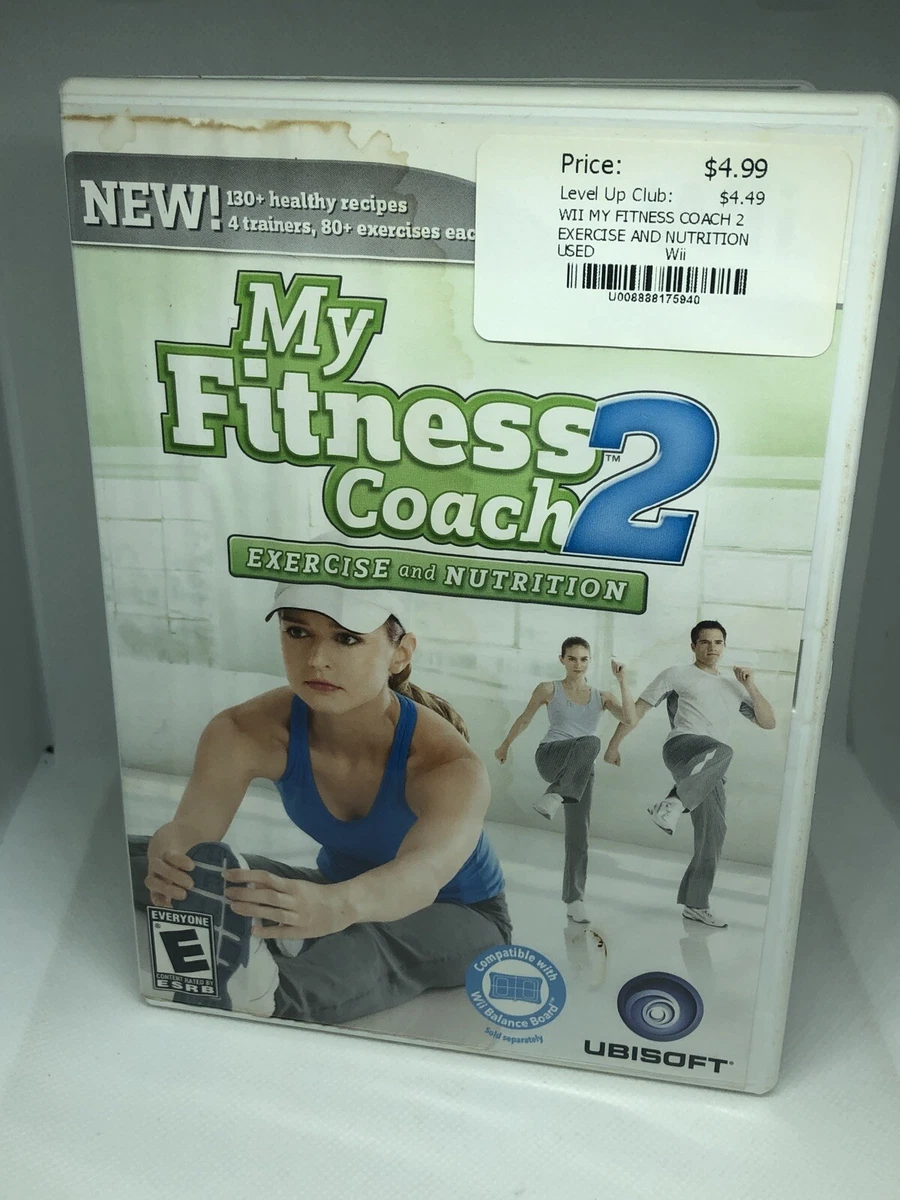 NEW! 130+ healthy recipes
4 trainers, 80+ exercises eac
Price: $4.99
Level Up Club: $4.49
WII MY FITNESS COACH 2
EXERCISE AND NUTRITION
USED Wii
U008888175940
My
Fitness 2
™
Coach
EXERCISE and NUTRITION
EVERYONE
E
CONTENT RATED BY
ESRB
Compatible with
Wii Balance Board™
Sold separately
UBISOFT®